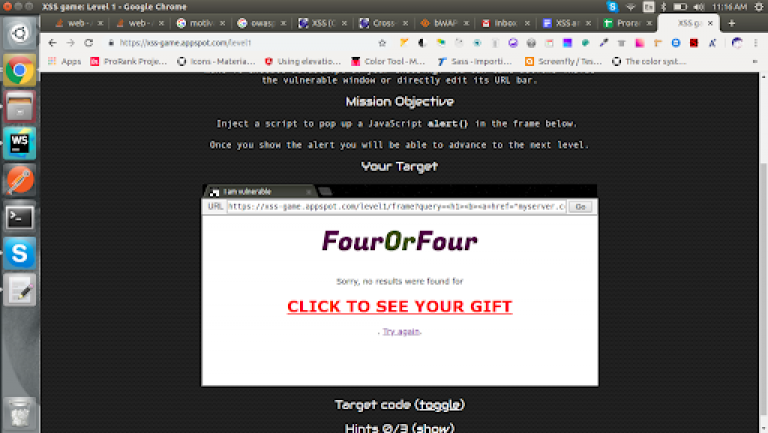 XSS game: Level 1 - Google Chrome
11:16 AM
web -
web -
motiv
owasp
XSS (C
Cross-
bWAP
Inbox
XSS a
Prora
XSS g
https://xss-game.appspot.com/level1
Apps
ProRank Proje...
Icons - Materia...
Using elevatio...
Color Tool - M...
Sass - Importi...
Screenfly / Tes...
The color syst...
the vulnerable window or directly edit its URL bar.
Mission Objective
Inject a script to pop up a JavaScript alert() in the frame below.
Once you show the alert you will be able to advance to the next level.
Your Target
I am vulnerable
URL https://xss-game.appspot.com/level1/frame?query=<h1><b><a+href="myserver.c Go
FourOrFour
Sorry, no results were found for
CLICK TO SEE YOUR GIFT
. Try again.
Target code (toggle)
Hints 0/3 (show)